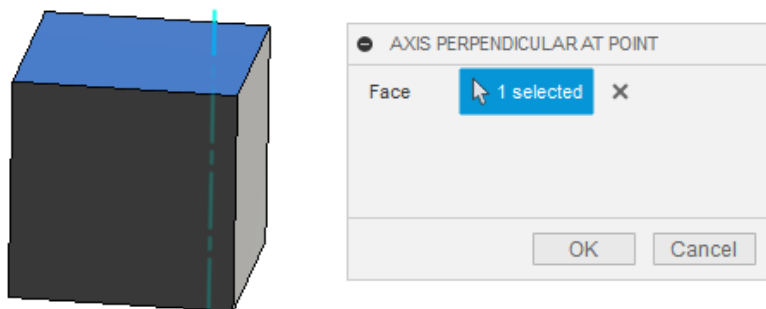 AXIS PERPENDICULAR AT POINT
Face 1 selected
OK Cancel